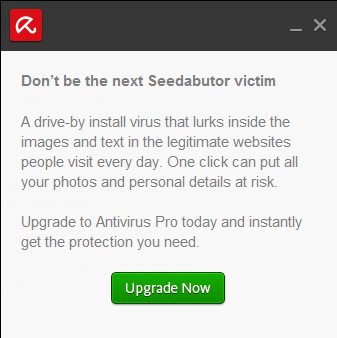 Don't be the next Seedabutor victim
A drive-by install virus that lurks inside the
images and text in the legitimate websites
people visit every day. One click can put all
your photos and personal details at risk.
Upgrade to Antivirus Pro today and instantly
get the protection you need.
Upgrade Now